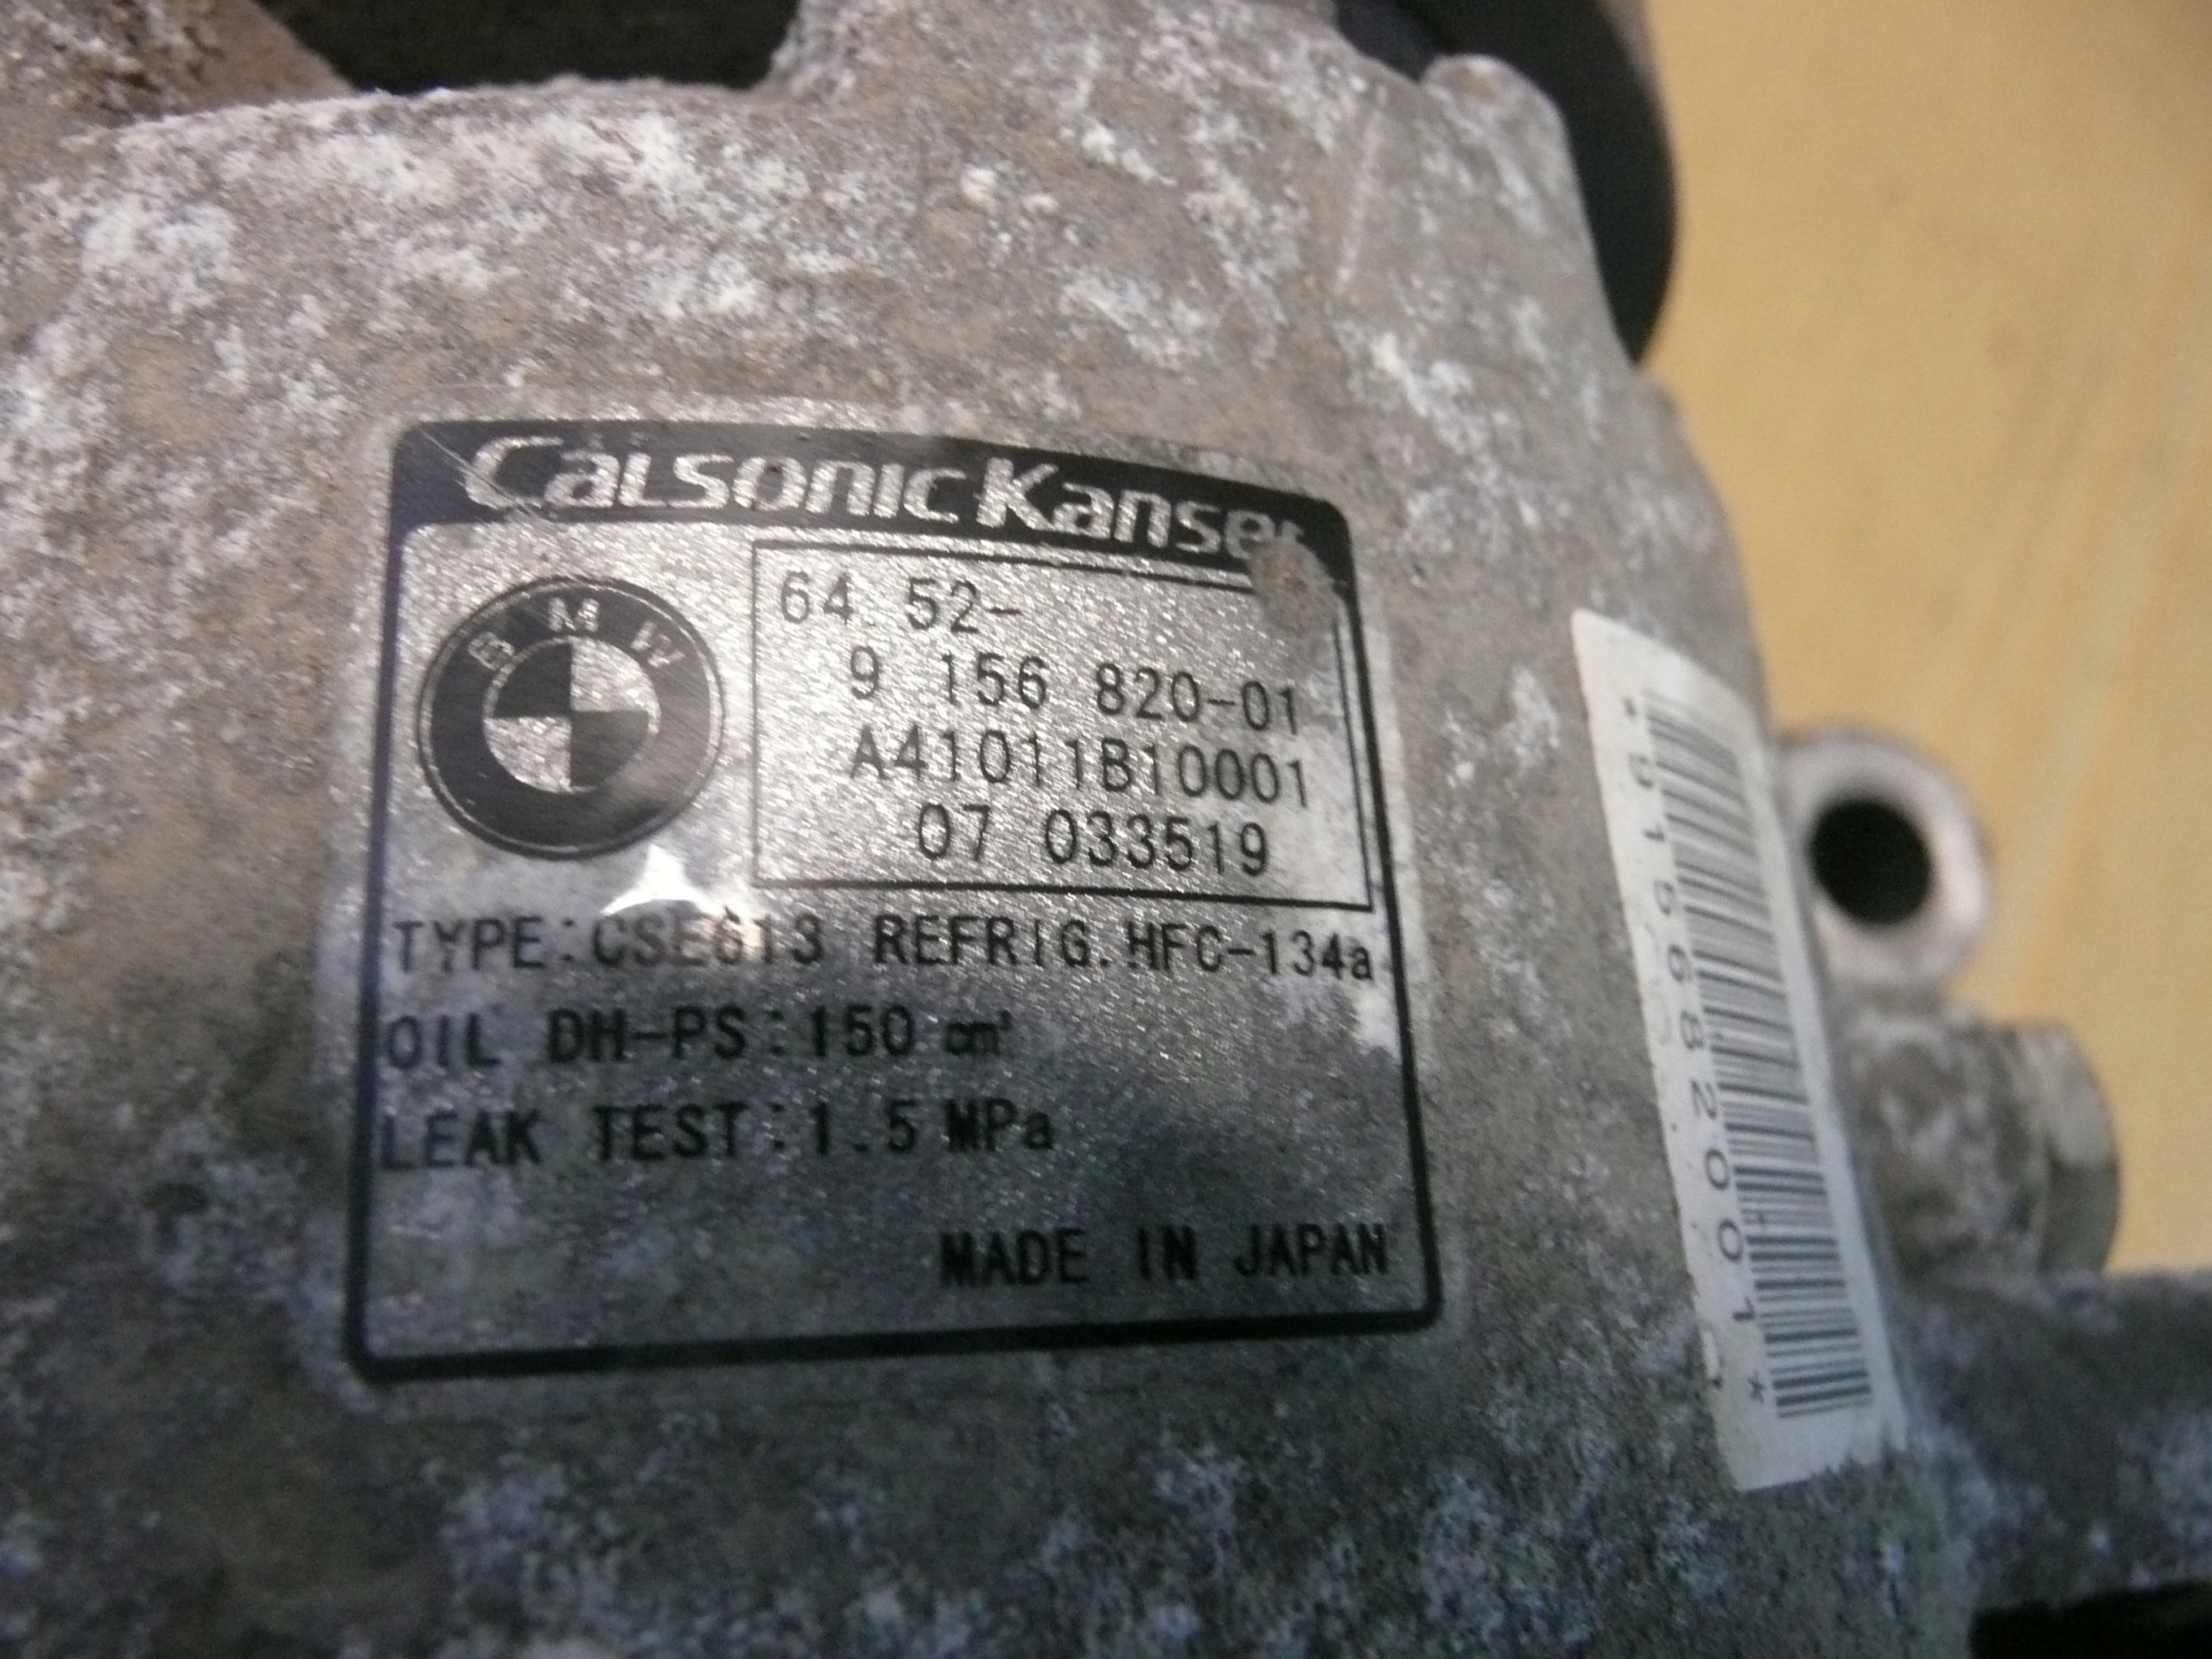 CalsonicKansei
BMW
64 52-
9 156 820-01
A41011B10001
07 033519
TYPE:CSE613 REFRIG.HFC-134a
OIL DH-PS:150 cm³
LEAK TEST:1.5 MPa
MADE IN JAPAN
*915682001*